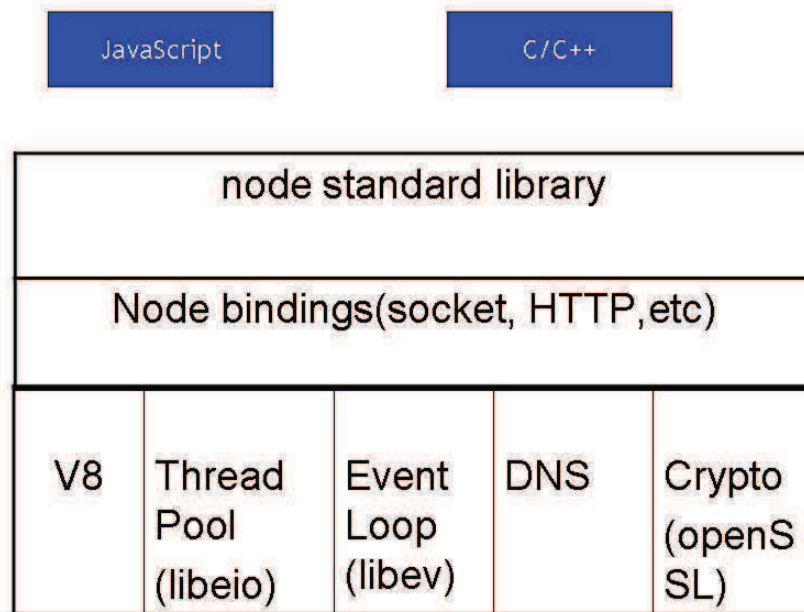 JavaScript
C/C++
node standard library
Node bindings(socket, HTTP,etc)
V8
Thread
Pool
(libeio)
Event
Loop
(libev)
DNS
Crypto
(openS
SL)